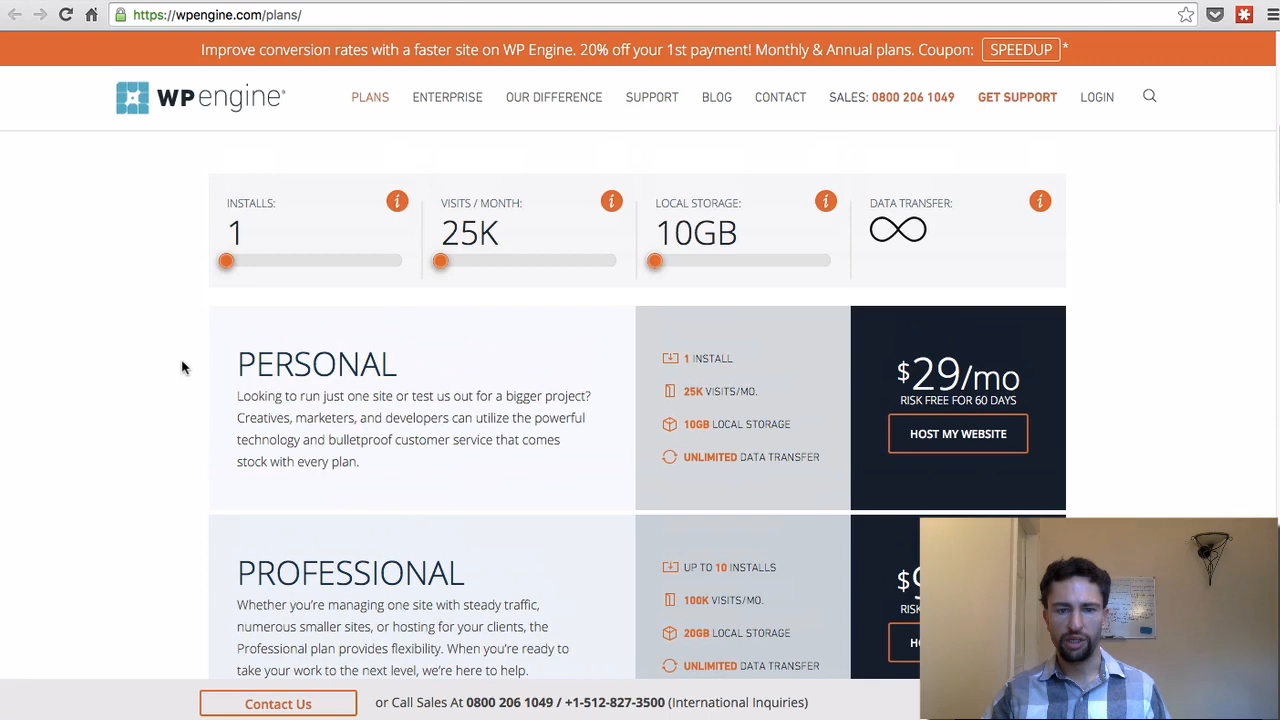 https://wpengine.com/plans/
Improve conversion rates with a faster site on WP Engine. 20% off your 1st payment! Monthly & Annual plans. Coupon: SPEEDUP *
WP engine PLANS ENTERPRISE OUR DIFFERENCE SUPPORT BLOG CONTACT SALES: 0800 206 1049 GET SUPPORT LOGIN
INSTALLS: VISITS / MONTH: LOCAL STORAGE: DATA TRANSFER:
1 25K 10GB ∞
PERSONAL
Looking to run just one site or test us out for a bigger project?
Creatives, marketers, and developers can utilize the powerful
technology and bulletproof customer service that comes
stock with every plan.
1 INSTALL
25K VISITS/MO.
10GB LOCAL STORAGE
UNLIMITED DATA TRANSFER
$29/mo
RISK FREE FOR 60 DAYS
HOST MY WEBSITE
PROFESSIONAL
Whether you're managing one site with steady traffic,
numerous smaller sites, or hosting for your clients, the
Professional plan provides flexibility. When you're ready to
take your work to the next level, we're here to help.
UP TO 10 INSTALLS
100K VISITS/MO.
20GB LOCAL STORAGE
UNLIMITED DATA TRANSFER
$9
RISK
HO
Contact Us or Call Sales At 0800 206 1049 / +1-512-827-3500 (International Inquiries)